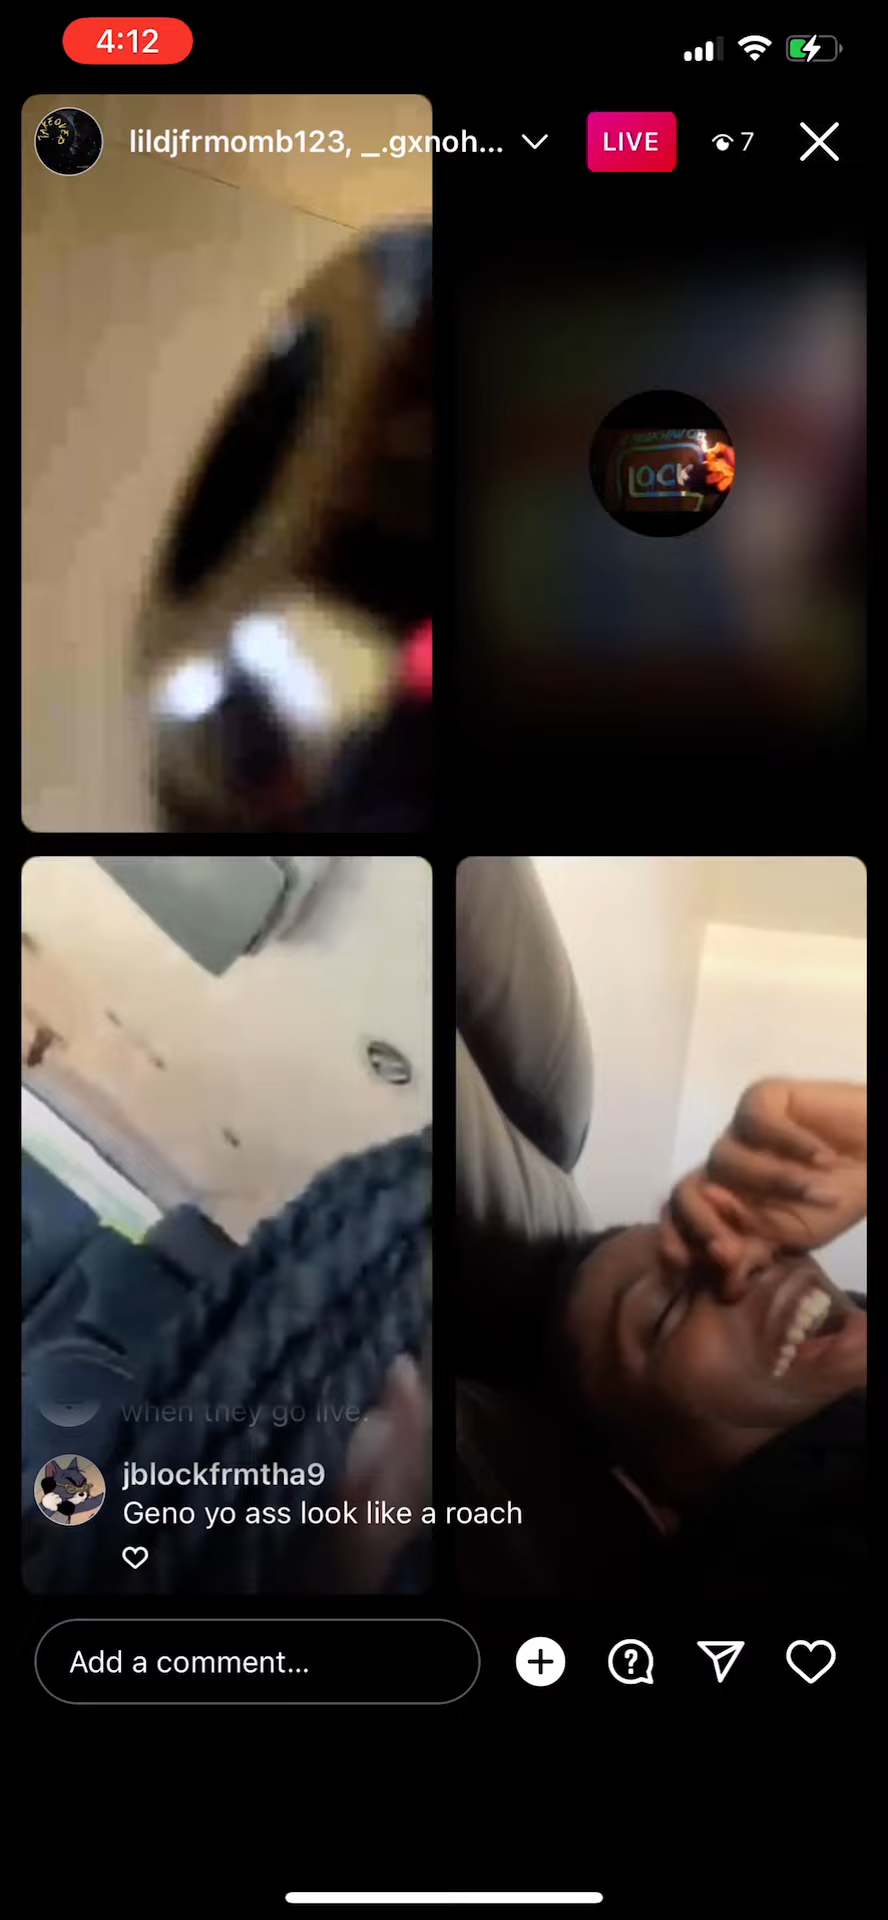 4:12
lildjfrmomb123, _.gxnoh...
LIVE
7
LOCK
when they go live.
jblockfrmtha9
Geno yo ass look like a roach
Add a comment...